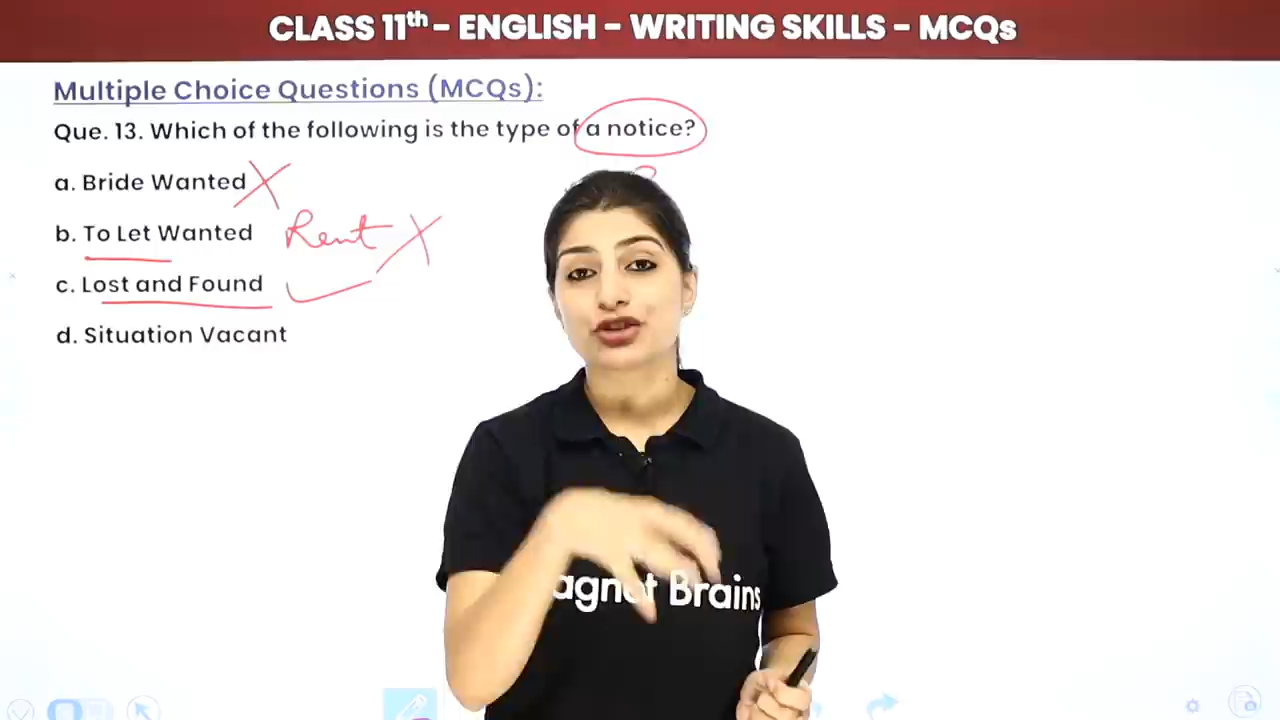 CLASS 11th - ENGLISH - WRITING SKILLS - MCQs
Multiple Choice Questions (MCQs):
Que. 13. Which of the following is the type of a notice?
a. Bride Wanted
b. To Let Wanted Rent
c. Lost and Found
d. Situation Vacant
Brains